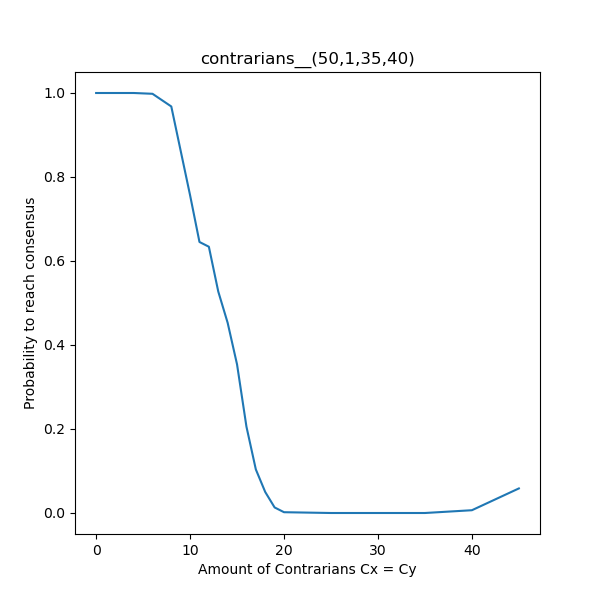 contrarians__(50,1,35,40)
1.0
0.8
0.6
0.4
0.2
0.0
Probability to reach consensus
0 10 20 30 40
Amount of Contrarians Cx = Cy